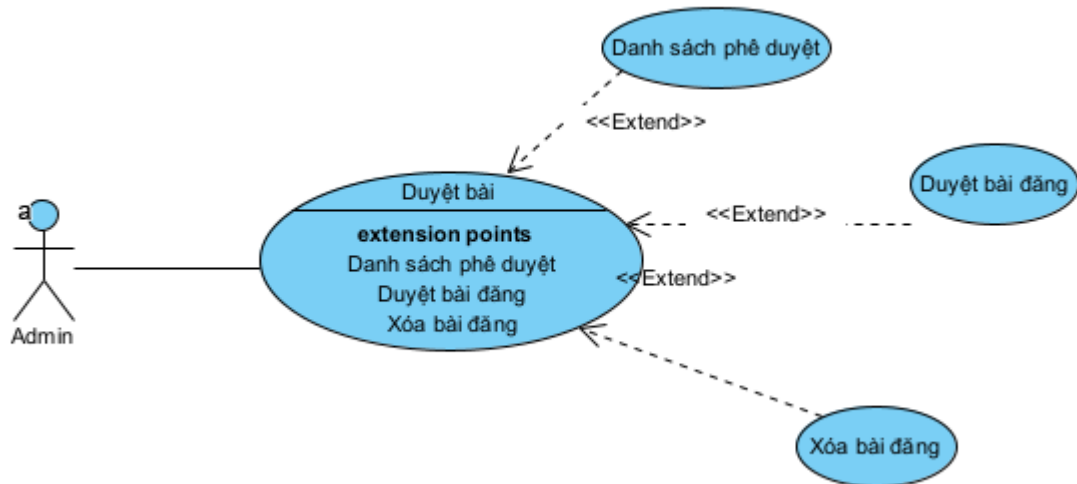 Danh sách phê duyệt
<<Extend>>
Duyệt bài đăng
<<Extend>>
Duyệt bài
extension points
Danh sách phê duyệt
Duyệt bài đăng
Xóa bài đăng
<<Extend>>
a
Admin
Xóa bài đăng